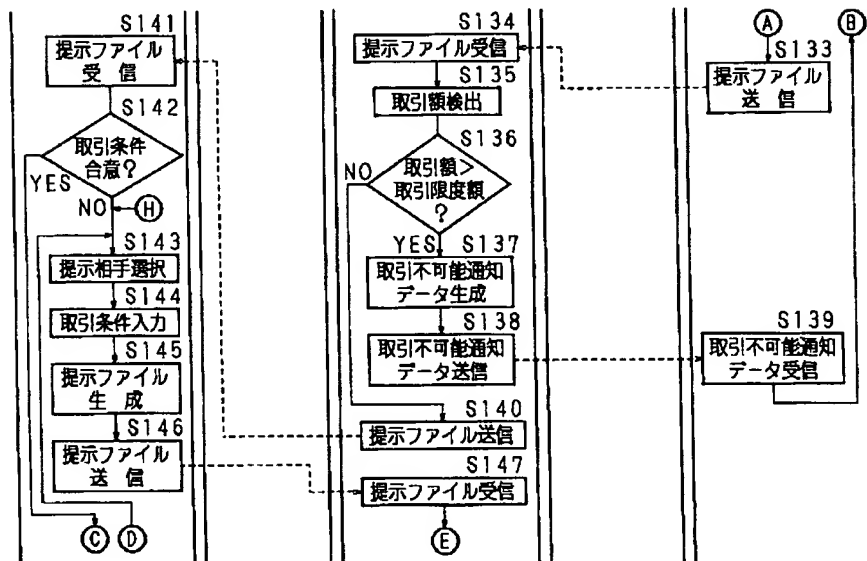 S141
提示ファイル
受 信
S142
取引条件
合意?
YES
NO
H
S143
提示相手選択
S144
取引条件入力
S145
提示ファイル
生 成
S146
提示ファイル
送 信
C
D
S134
提示ファイル受信
S135
取引額検出
S136
取引額>
取引限度額
?
NO
YES
S137
取引不可能通知
データ生成
S138
取引不可能通知
データ送信
S140
提示ファイル送信
S147
提示ファイル受信
E
A
B
S133
提示ファイル
送 信
S139
取引不可能通知
データ受信